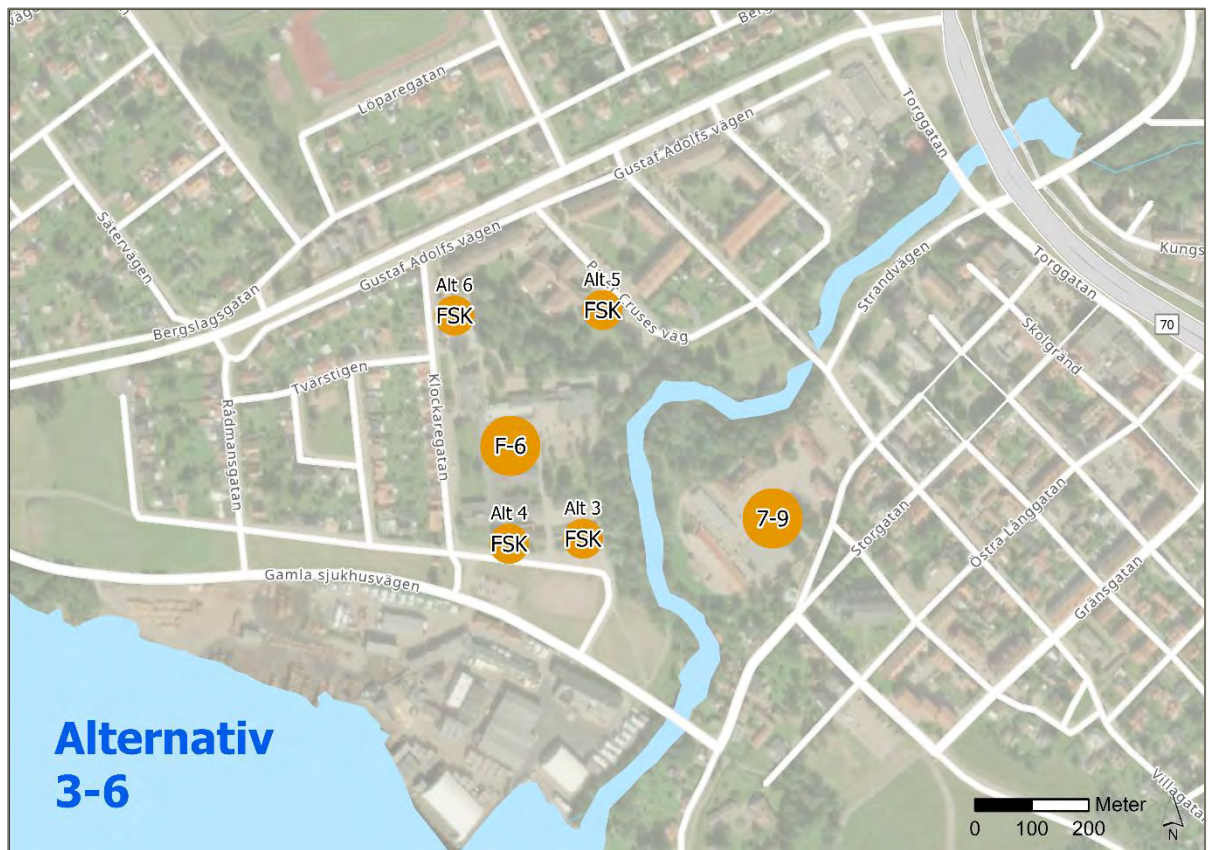 Löparegatan
Torggatan
Gustaf Adolfs vägen
Sätervägen
Gustaf Adolfs vägen
Strandvägen
Kungs
Torggatan
Alt 6
FSK
Alt 5
FSK
Cruses väg
70
Bergslagsgatan
Skolgränd
Tvärstigen
Klockaregatan
Rådmansgatan
F-6
7-9
Alt 4
FSK
Alt 3
FSK
Storgatan
Östra Långgatan
Gränsgatan
Gamla sjukhusvägen
Alternativ
3-6
Villagatan
Meter
0 100 200
N